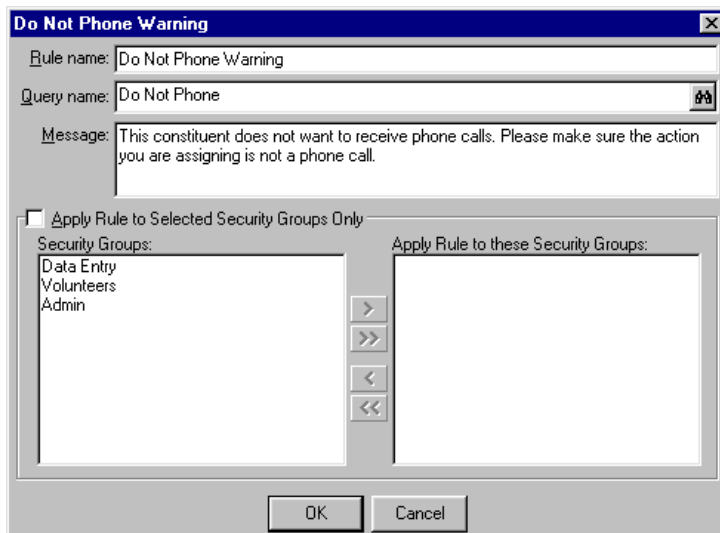 Do Not Phone Warning
Rule name: Do Not Phone Warning
Query name: Do Not Phone
Message: This constituent does not want to receive phone calls. Please make sure the action
you are assigning is not a phone call.
Apply Rule to Selected Security Groups Only
Security Groups: Apply Rule to these Security Groups:
Data Entry
Volunteers
Admin
>
>>
<
<<
OK Cancel